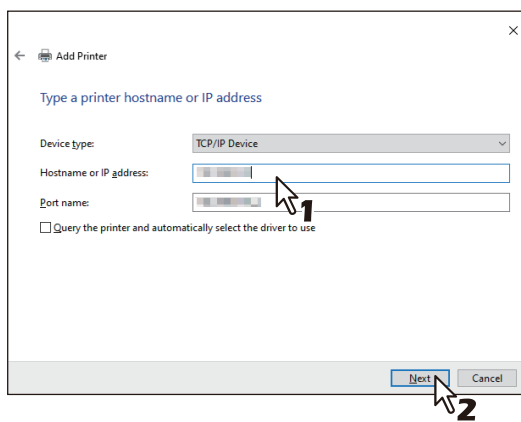 Add Printer
Type a printer hostname or IP address
Device type: TCP/IP Device
Hostname or IP address:
1
Port name:
Query the printer and automatically select the driver to use
Next Cancel
2